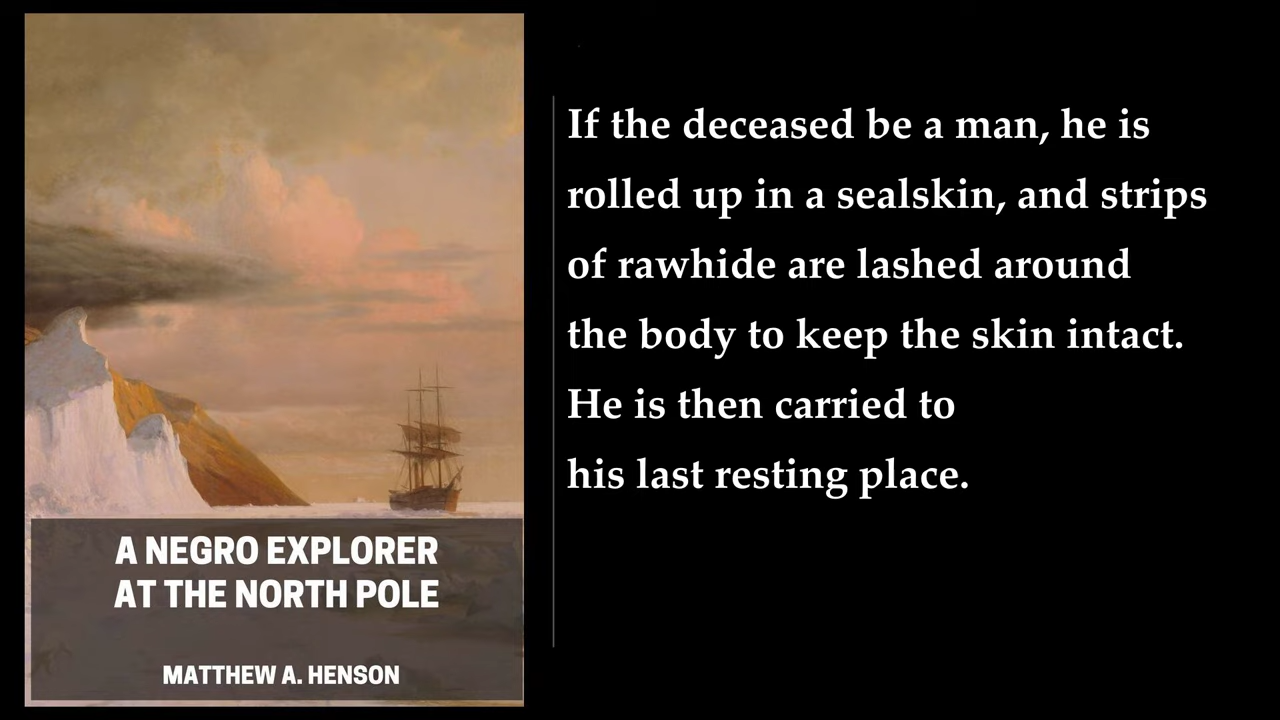 A NEGRO EXPLORER
AT THE NORTH POLE
MATTHEW A. HENSON
If the deceased be a man, he is
rolled up in a sealskin, and strips
of rawhide are lashed around
the body to keep the skin intact.
He is then carried to
his last resting place.